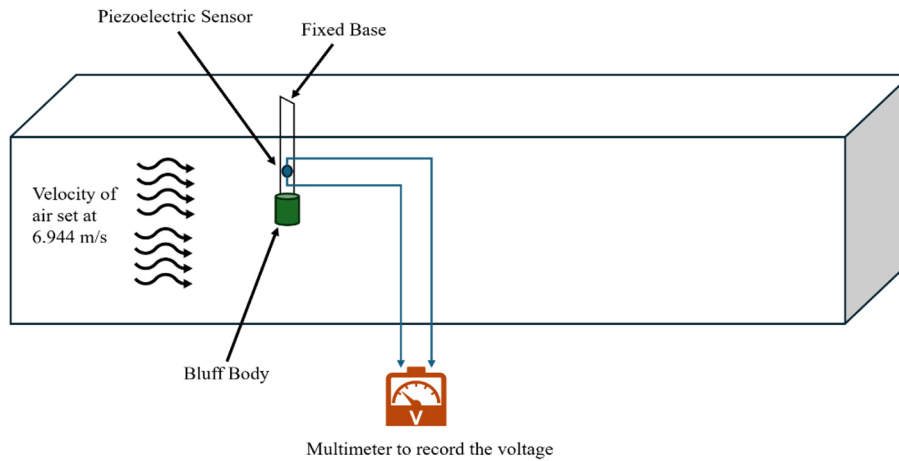 Piezoelectric Sensor
Fixed Base
Velocity of
air set at
6.944 m/s
Bluff Body
V
Multimeter to record the voltage